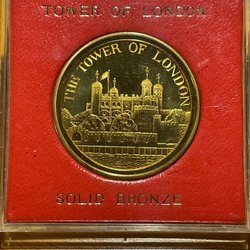 TOWER OF LONDON
THE TOWER OF LONDON
SOLID BRONZE